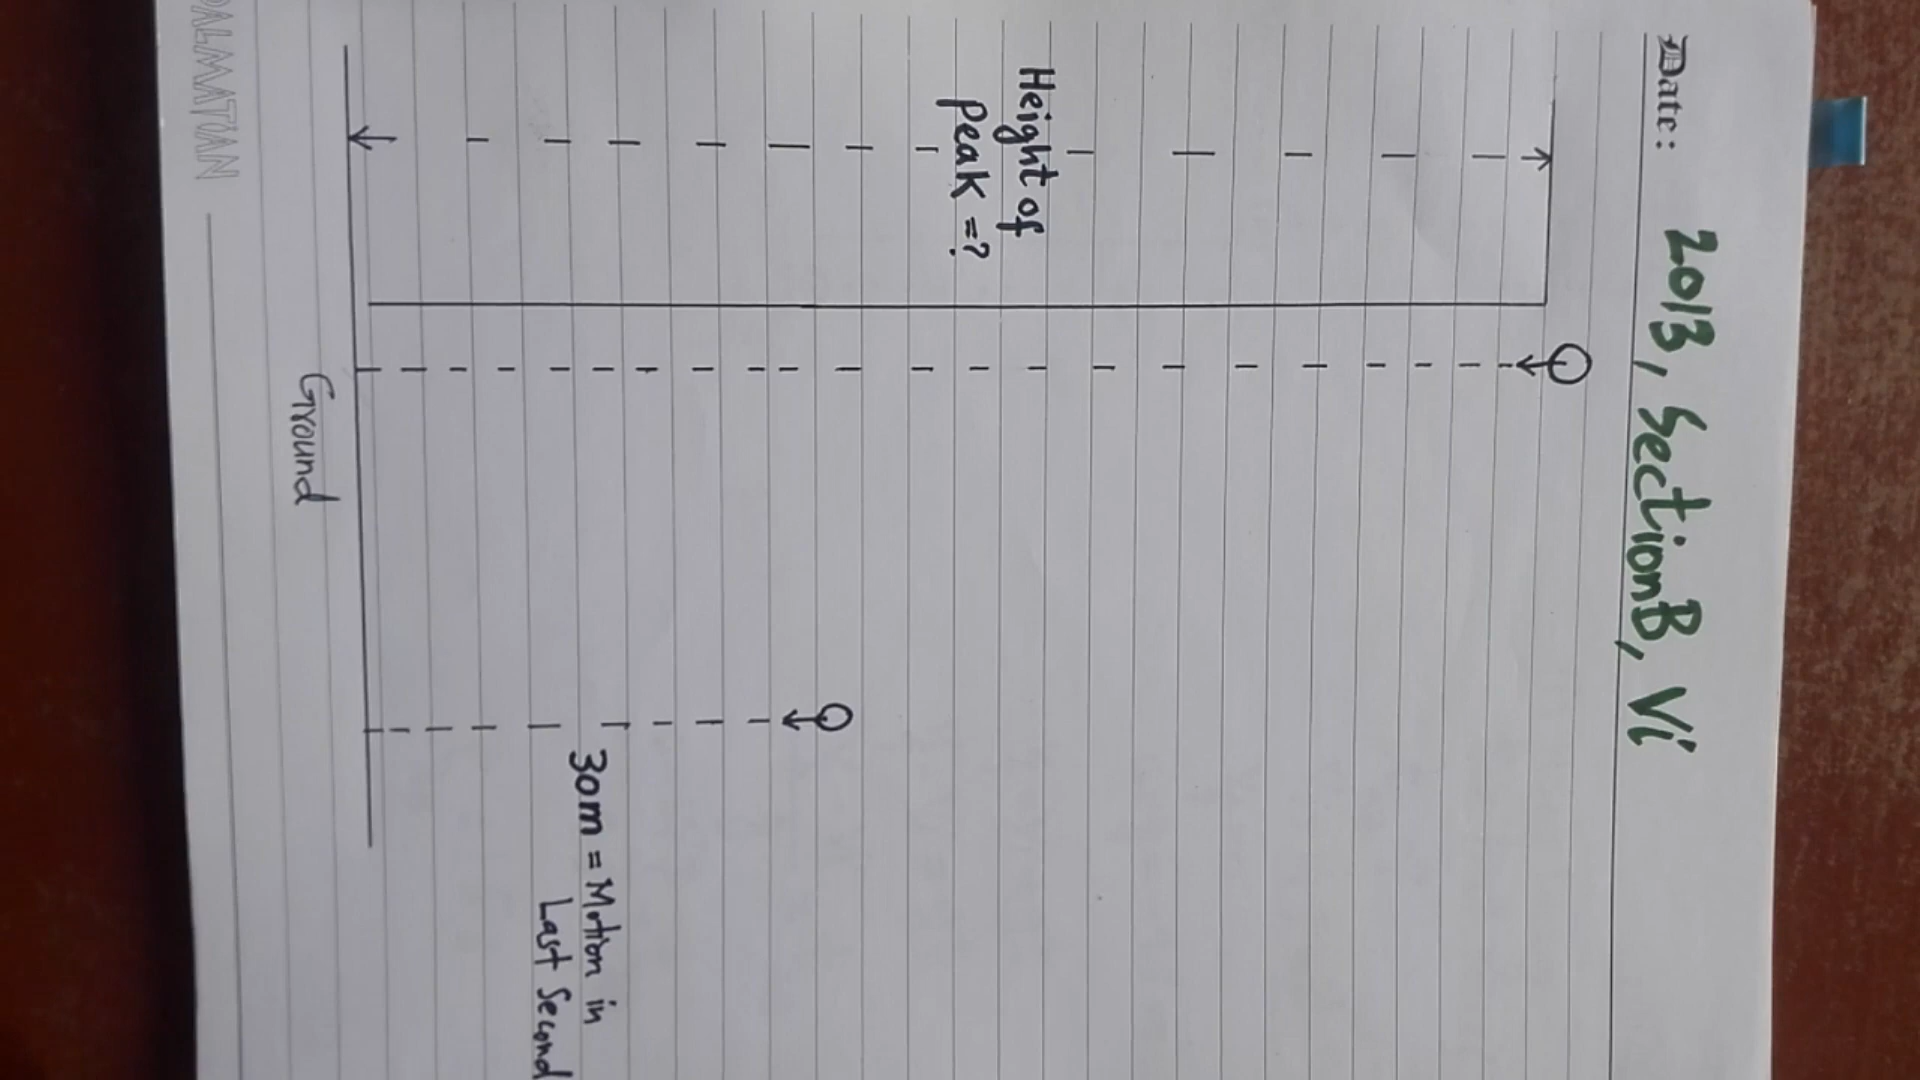 Date: 2013, Section B, Vi
Height of
Peak =?
30m = Motion in
Last Second
Ground
DALMATIAN